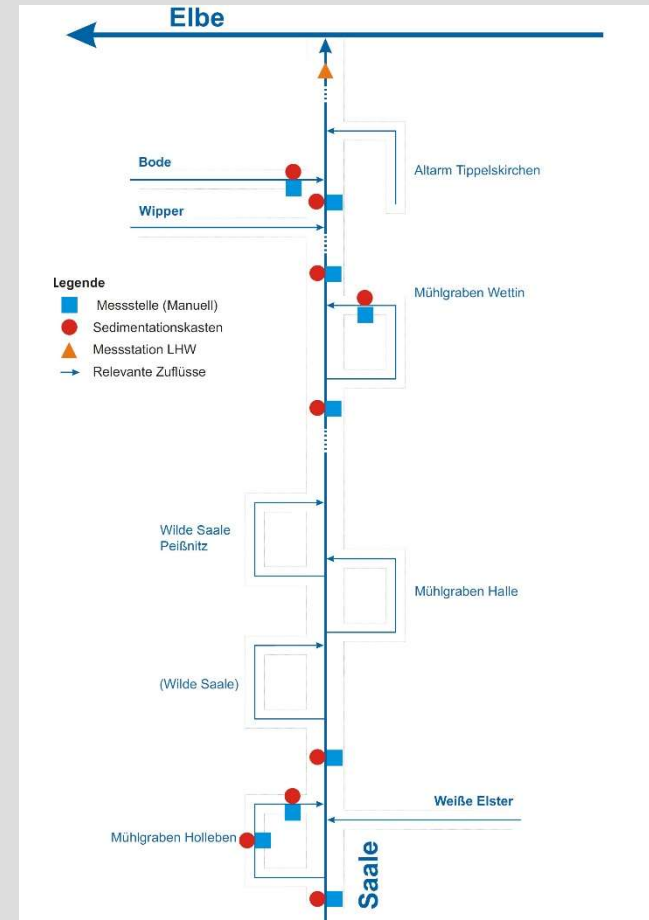 Elbe
Bode
Altarm Tippelskirchen
Wipper
Legende
Messstelle (Manuell)
Sedimentationskasten
Messstation LHW
Relevante Zuflüsse
Mühlgraben Wettin
Wilde Saale
Peißnitz
Mühlgraben Halle
(Wilde Saale)
Weiße Elster
Mühlgraben Holleben
Saale